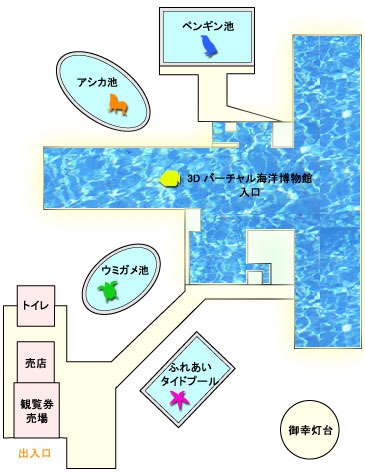 ペンギン池
アシカ池
3D バーチャル海洋博物館
入口
ウミガメ池
トイレ
売店
ふれあい
タイドプール
観覧券
売場
御幸灯台
出入口